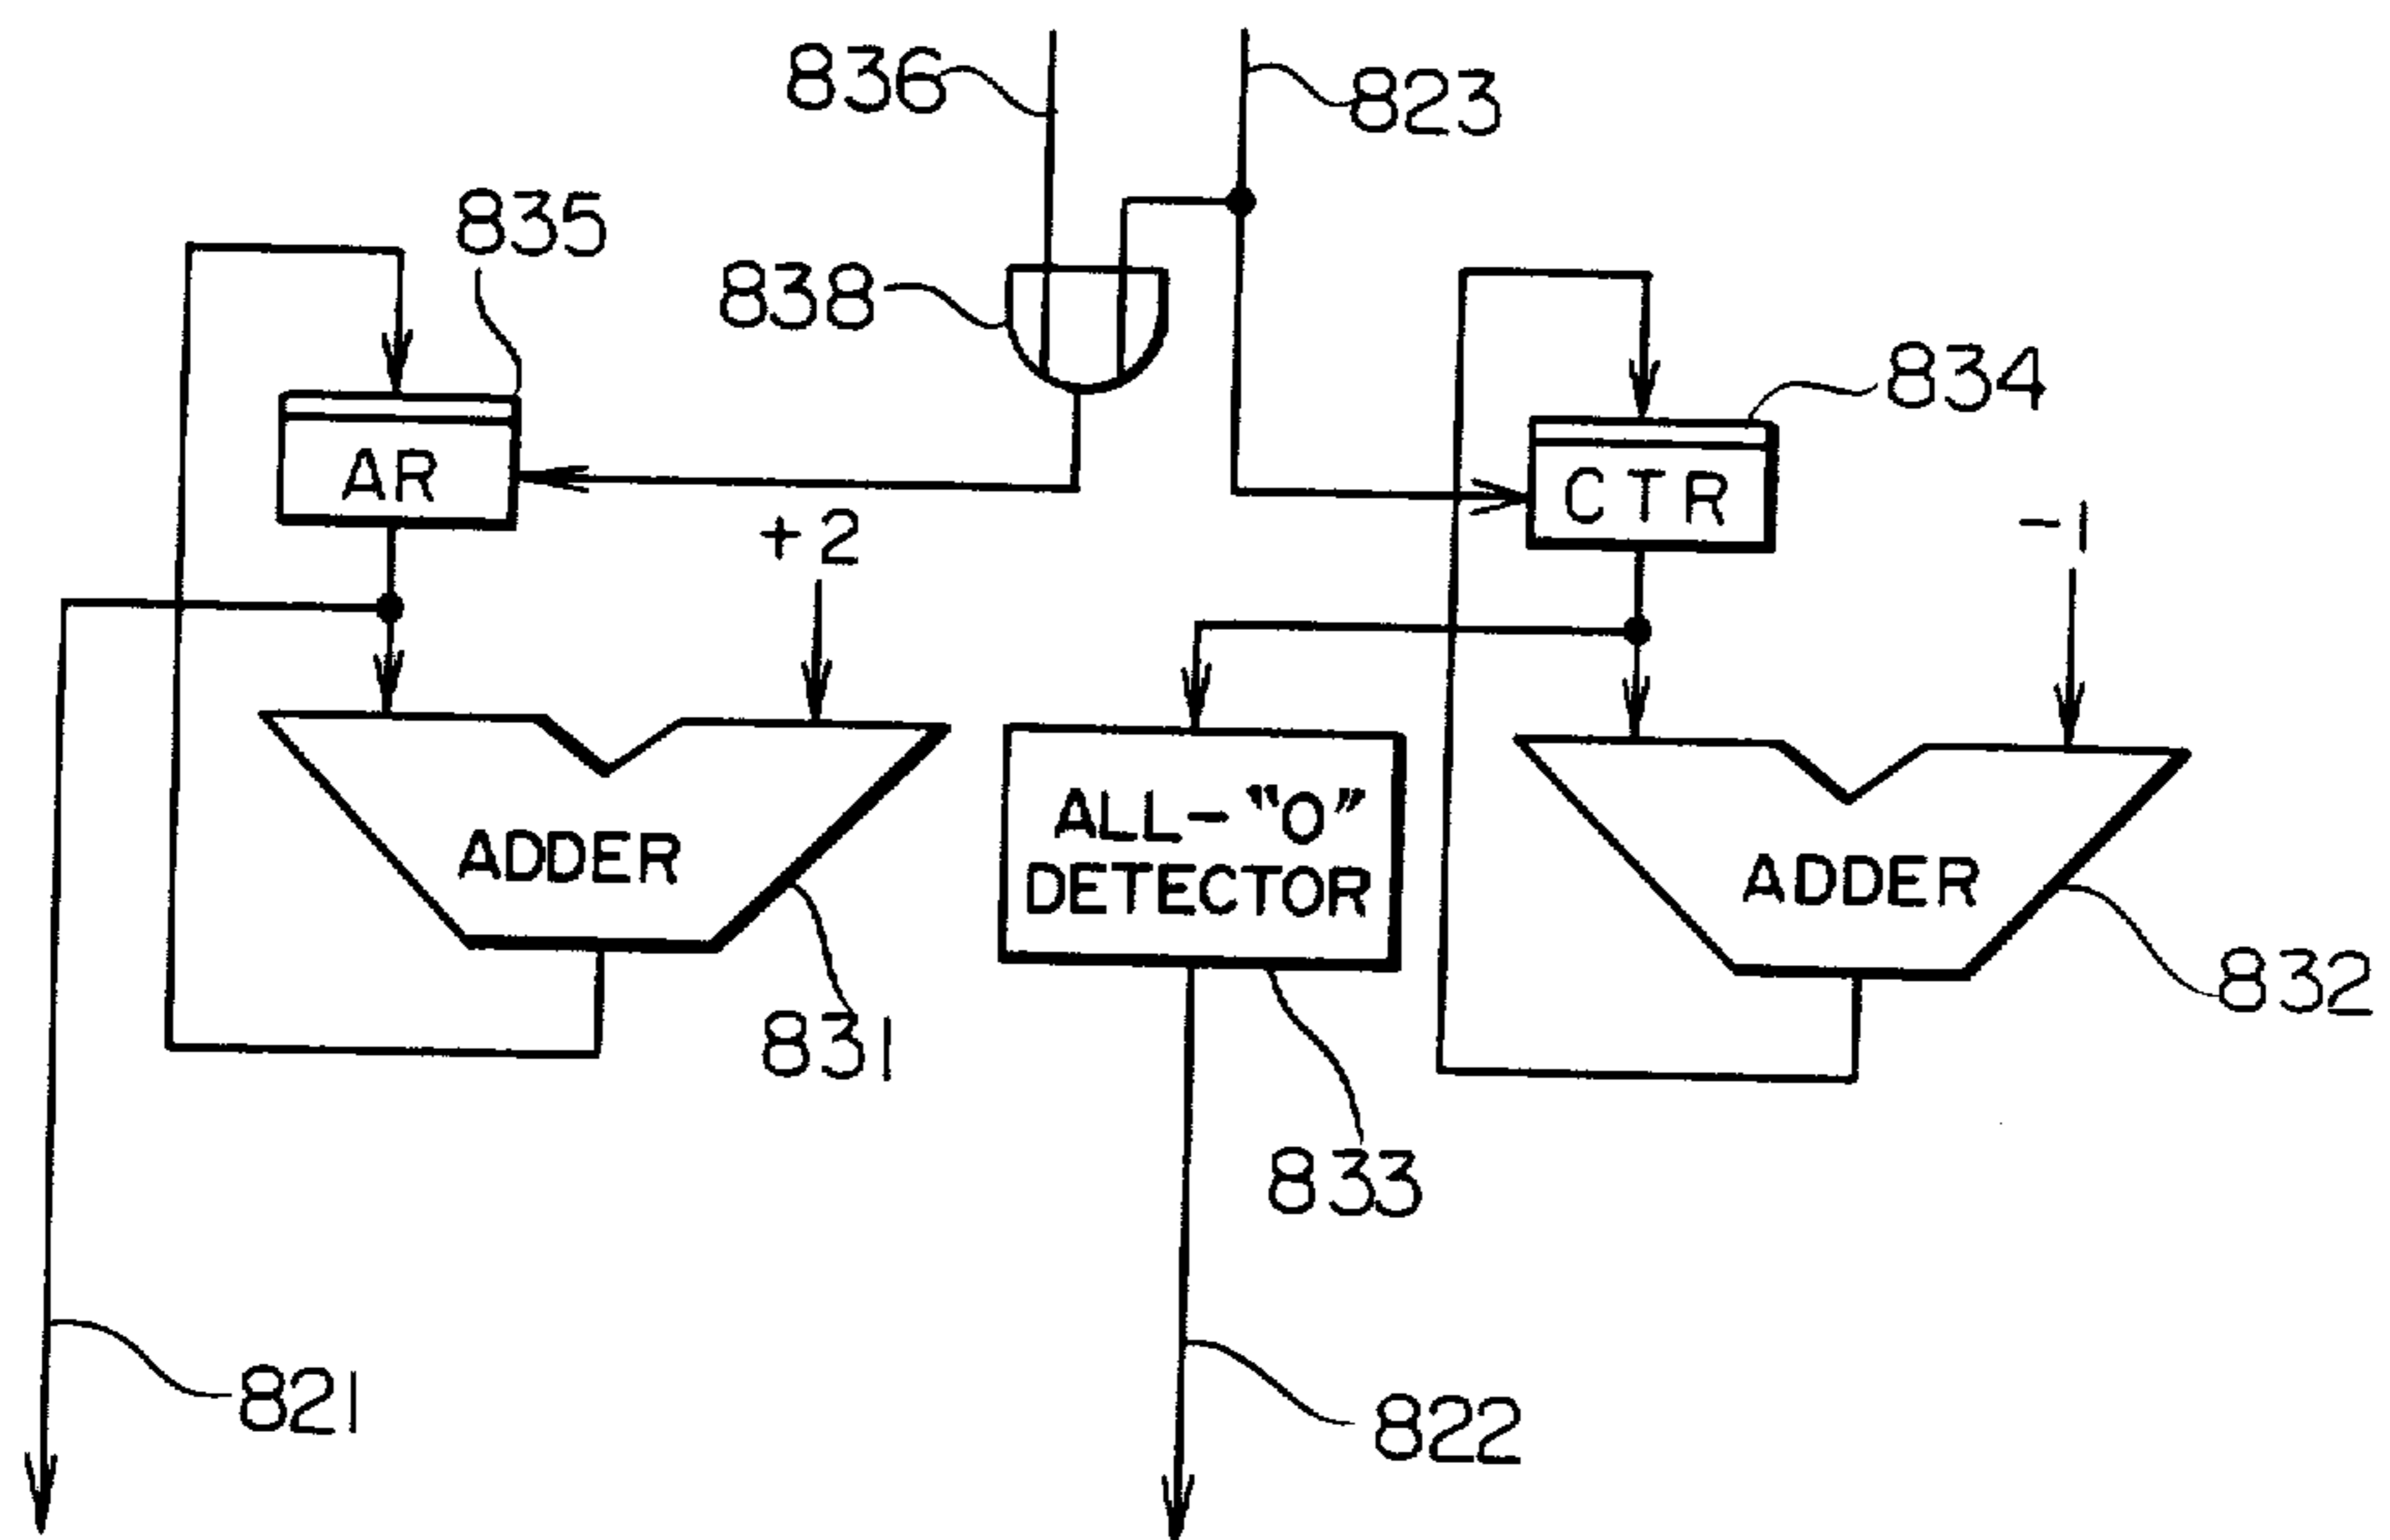 836
823
835
838
834
AR
CTR
+2
-1
ALL-"0"
DETECTOR
ADDER
ADDER
832
831
833
821
822